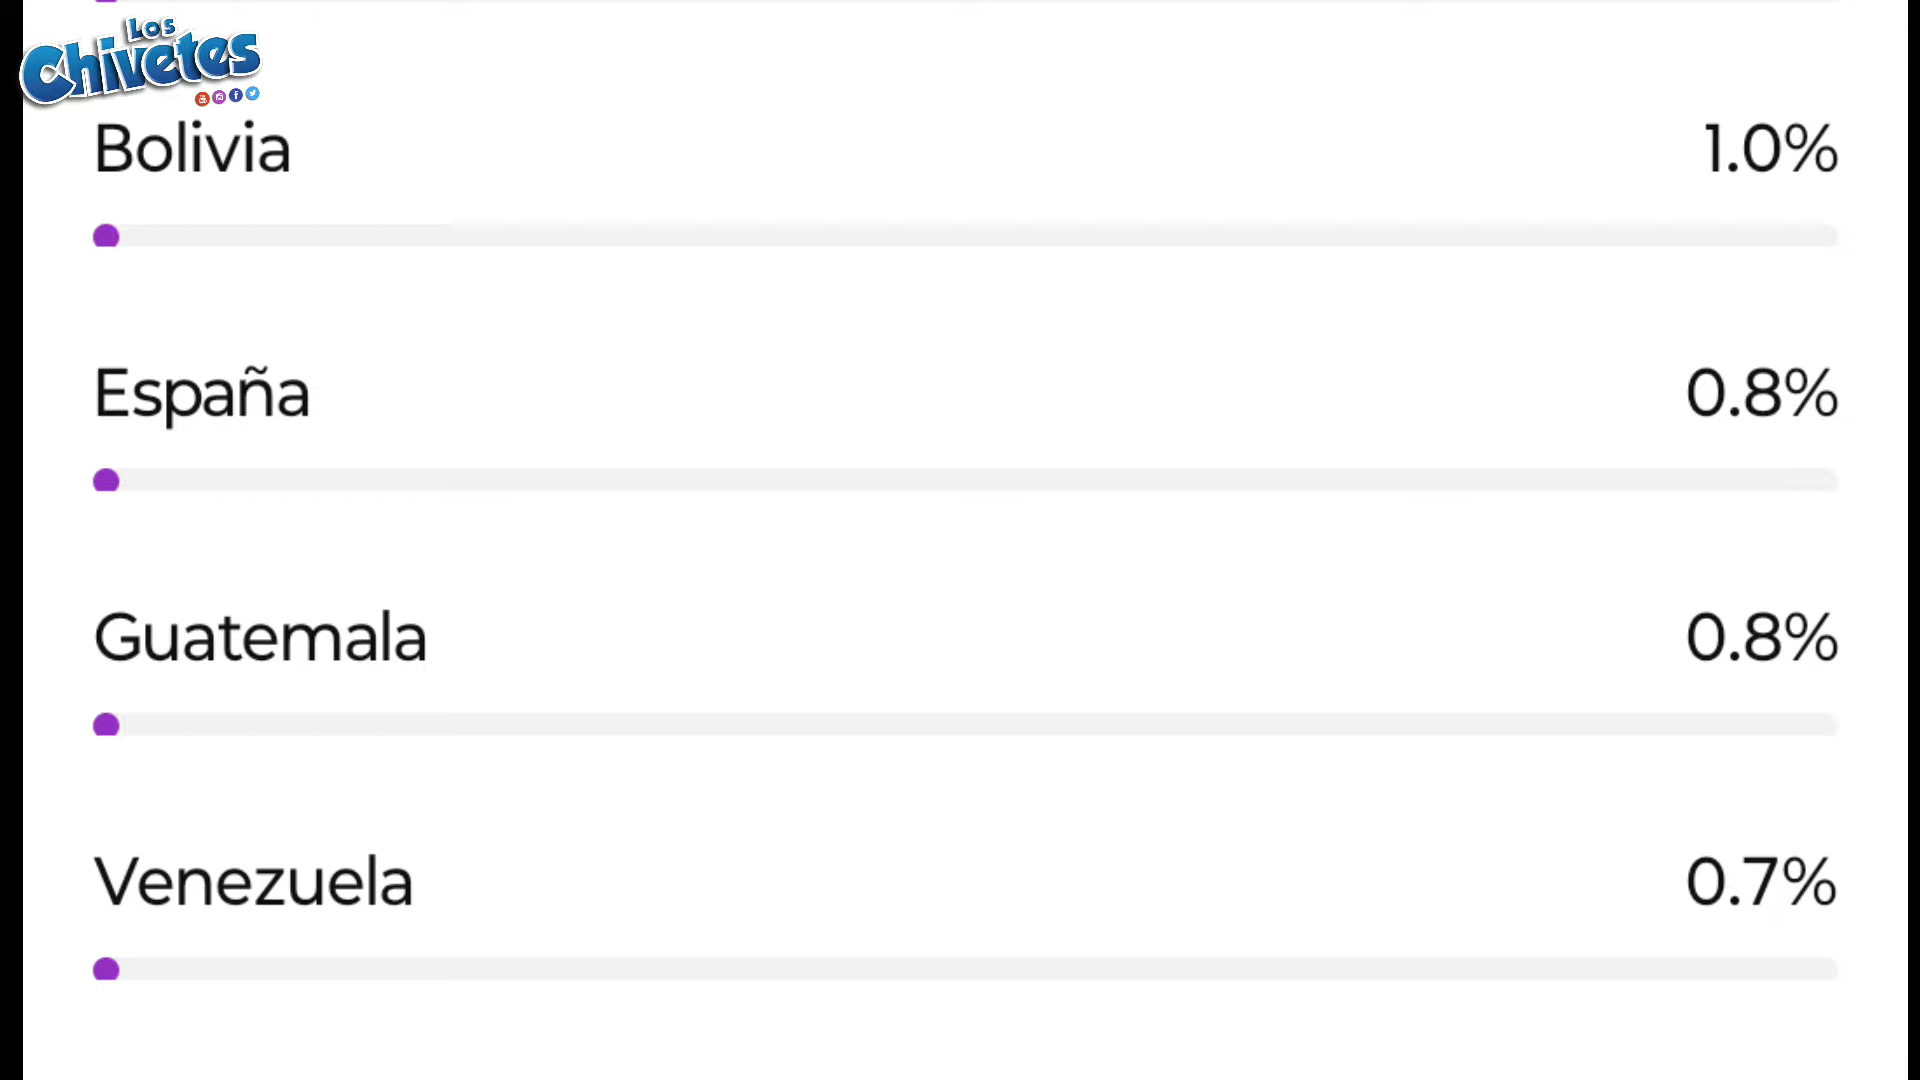 Los
Chivetes
Bolivia 1.0%
España 0.8%
Guatemala 0.8%
Venezuela 0.7%